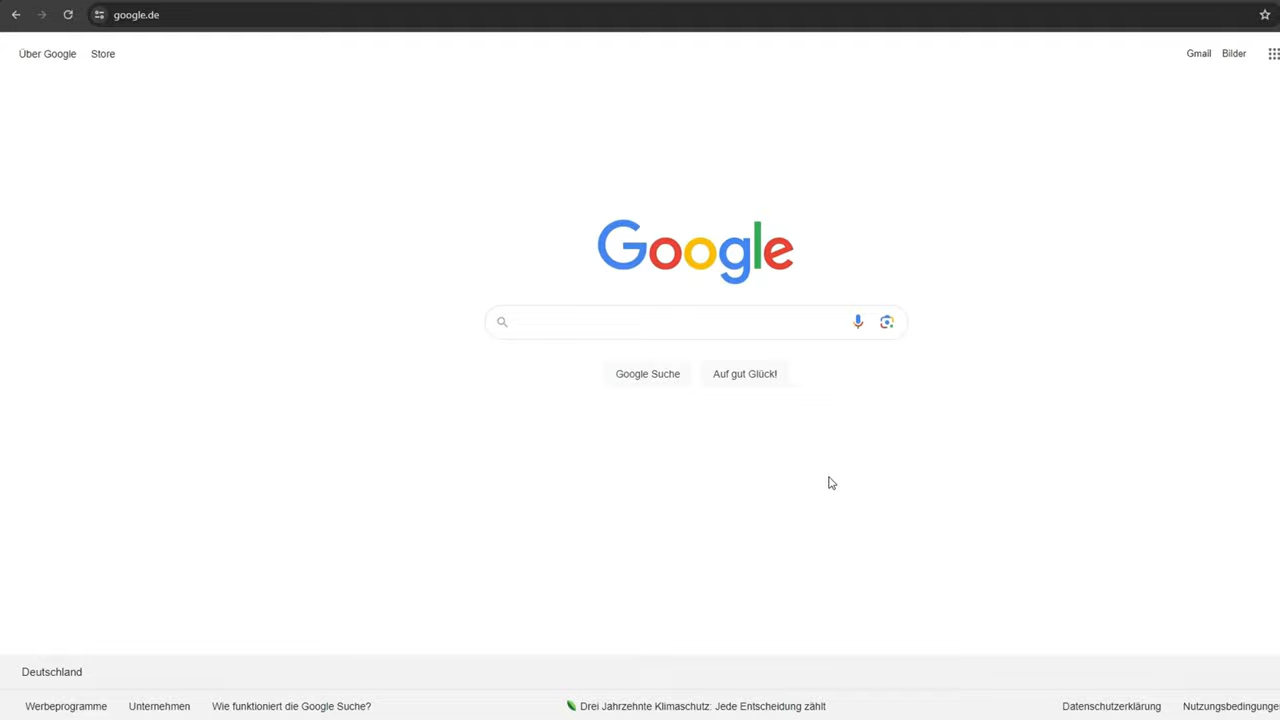 google.de
Über Google Store
Gmail Bilder
Google
Google Suche Auf gut Glück!
Deutschland
Werbeprogramme Unternehmen Wie funktioniert die Google Suche? Drei Jahrzehnte Klimaschutz: Jede Entscheidung zählt Datenschutzerklärung Nutzungsbedingunge